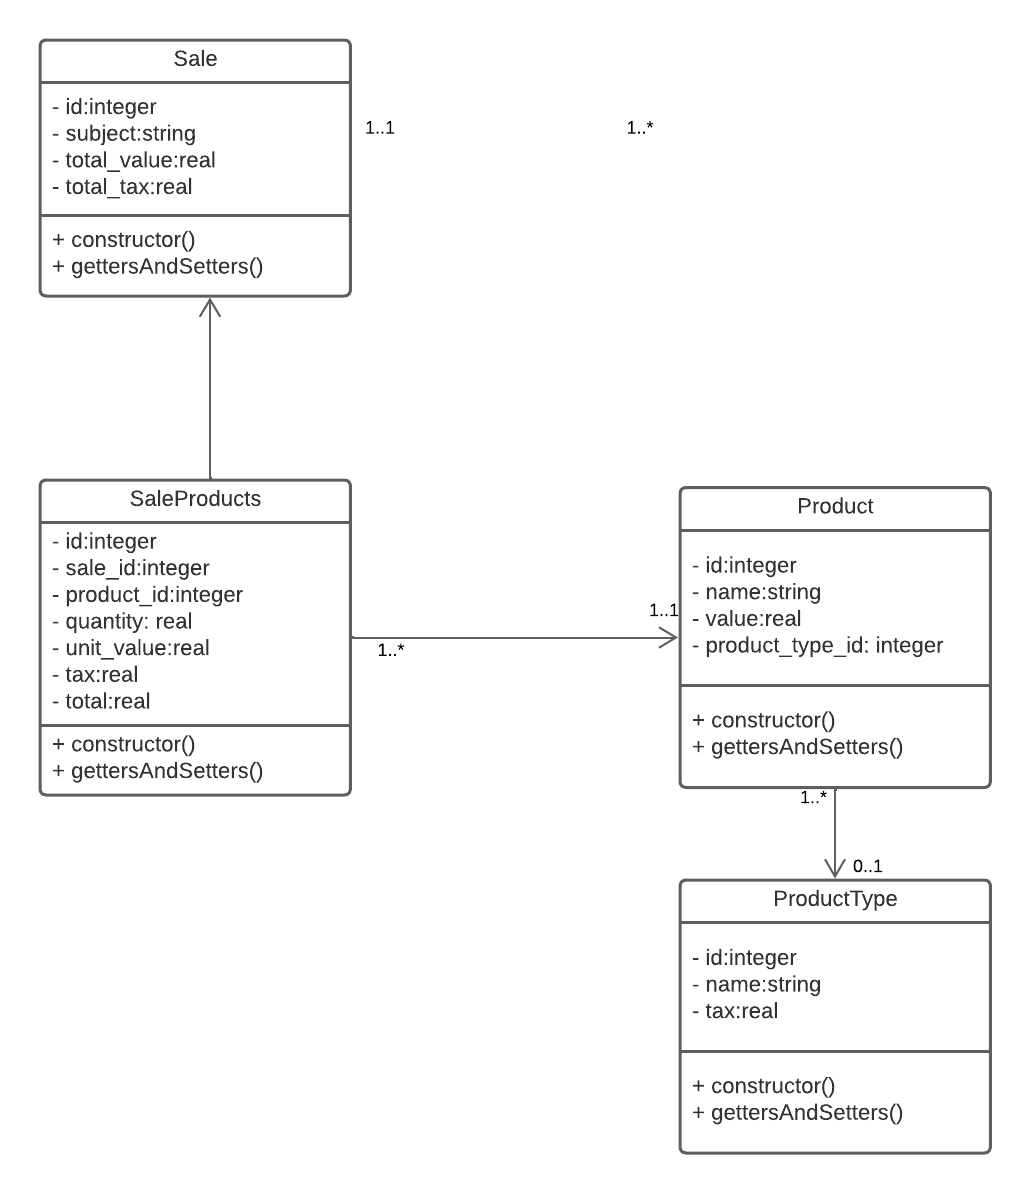 Sale
- id:integer
- subject:string
- total_value:real
- total_tax:real
+ constructor()
+ gettersAndSetters()
1..1
1..*
SaleProducts
- id:integer
- sale_id:integer
- product_id:integer
- quantity: real
- unit_value:real
- tax:real
- total:real
+ constructor()
+ gettersAndSetters()
1..*
1..1
Product
- id:integer
- name:string
- value:real
- product_type_id: integer
+ constructor()
+ gettersAndSetters()
1..*
0..1
ProductType
- id:integer
- name:string
- tax:real
+ constructor()
+ gettersAndSetters()